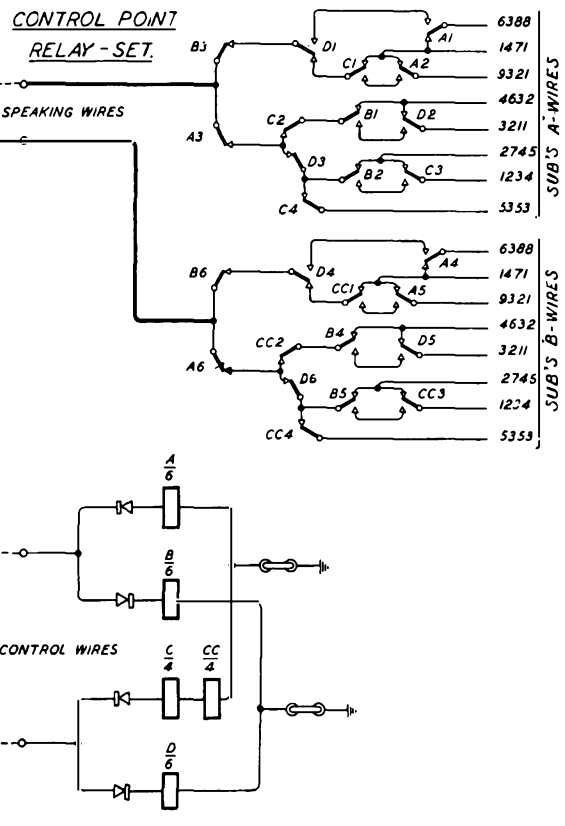 CONTROL POINT
RELAY-SET.
SPEAKING WIRES
B3
D1
A1
6388
1471
C1
A2
9321
4632
C2
B1
D2
3211
A3
D3
2745
B2
C3
1234
C4
5353
SUB'S A-WIRES
B6
D4
A4
6388
1471
CC1
A5
9321
4632
CC2
B4
D5
3211
A6
D6
2745
B5
CC3
1234
CC4
5353
SUB'S B-WIRES
A
6
B
6
CONTROL WIRES
C
4
CC
4
D
6